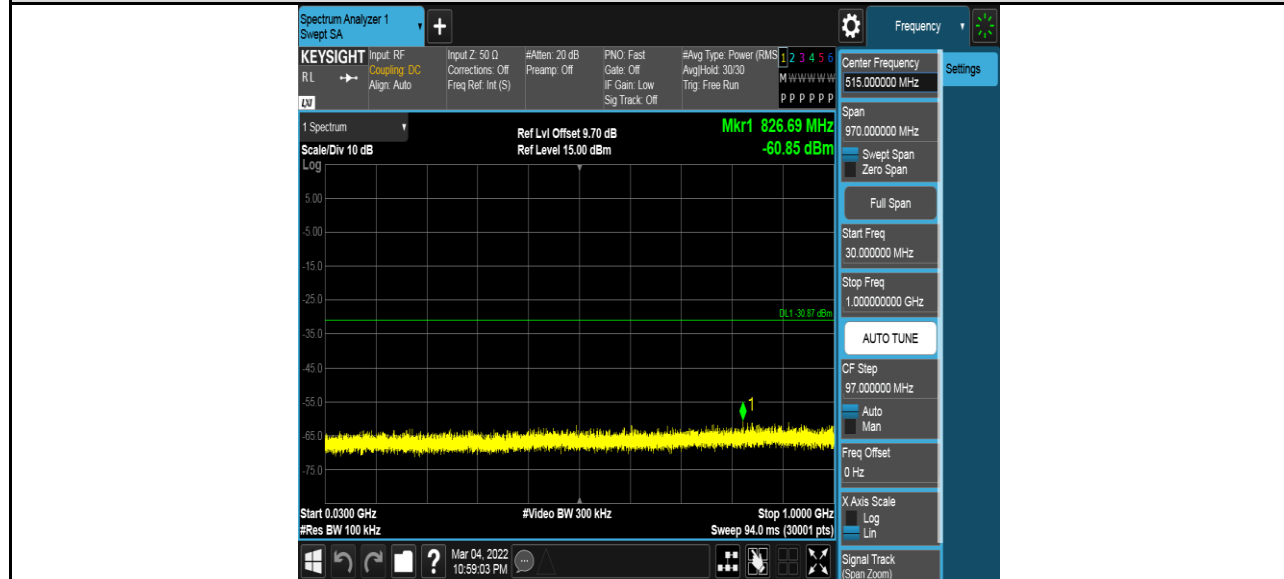 Spectrum Analyzer 1
Swept SA
+
Frequency
KEYSIGHT
RL
LXI
Input: RF
Coupling: DC
Align: Auto
Input Z: 50 Ω
Corrections: Off
Freq Ref: Int (S)
#Atten: 20 dB
Preamp: Off
PNO: Fast
Gate: Off
IF Gain: Low
Sig Track: Off
#Avg Type: Power (RMS
Avg|Hold: 30/30
Trig: Free Run
1 2 3 4 5 6
M W W W W W
P P P P P P
1 Spectrum
Scale/Div 10 dB
Ref Lvl Offset 9.70 dB
Ref Level 15.00 dBm
Mkr1 826.69 MHz
-60.85 dBm
Log
5.00
-5.00
-15.0
-25.0
DL1 -30.87 dBm
-35.0
-45.0
-55.0
1
-65.0
-75.0
Start 0.0300 GHz
#Res BW 100 kHz
#Video BW 300 kHz
Stop 1.0000 GHz
Sweep 94.0 ms (30001 pts)
?
Mar 04, 2022
10:59:03 PM
Center Frequency
515.000000 MHz
Settings
Span
970.000000 MHz
Swept Span
Zero Span
Full Span
Start Freq
30.000000 MHz
Stop Freq
1.000000000 GHz
AUTO TUNE
CF Step
97.000000 MHz
Auto
Man
Freq Offset
0 Hz
X Axis Scale
Log
Lin
Signal Track
(Span Zoom)